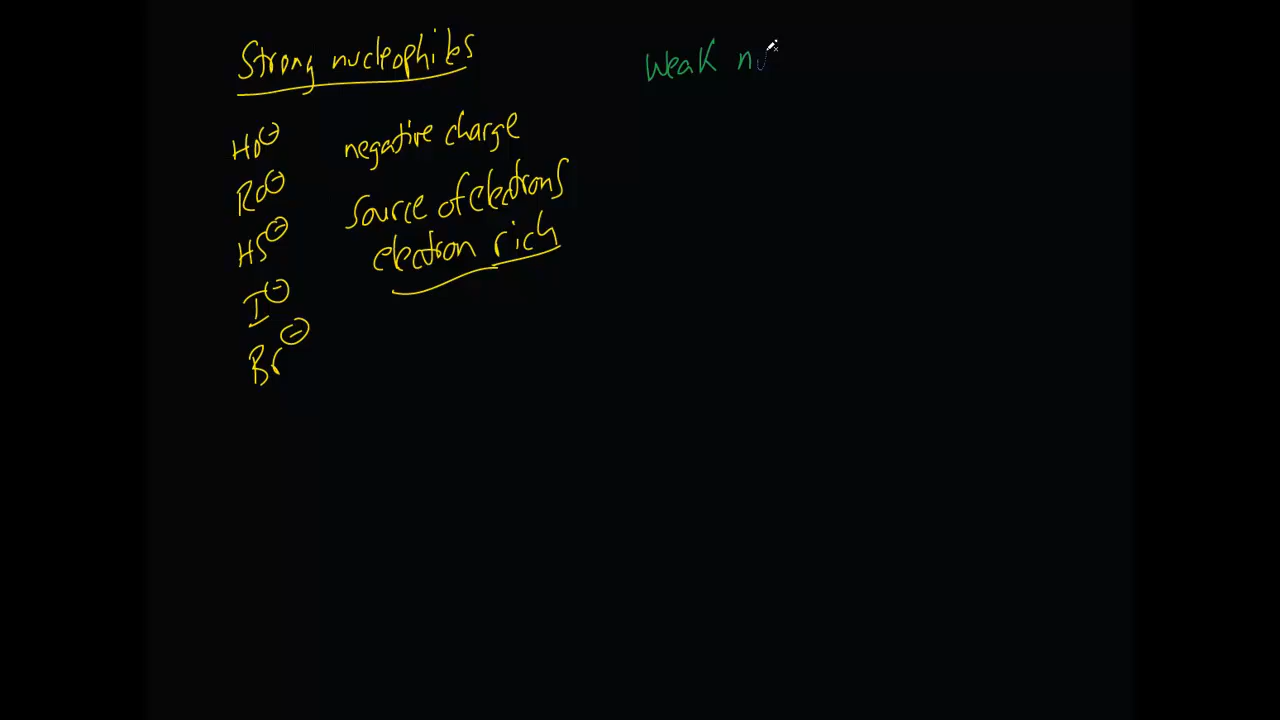 Strong nucleophiles
HO⊖
RO⊖
HS⊖
I⊖
Br⊖
negative charge
source of electrons
electron rich
Weak nu